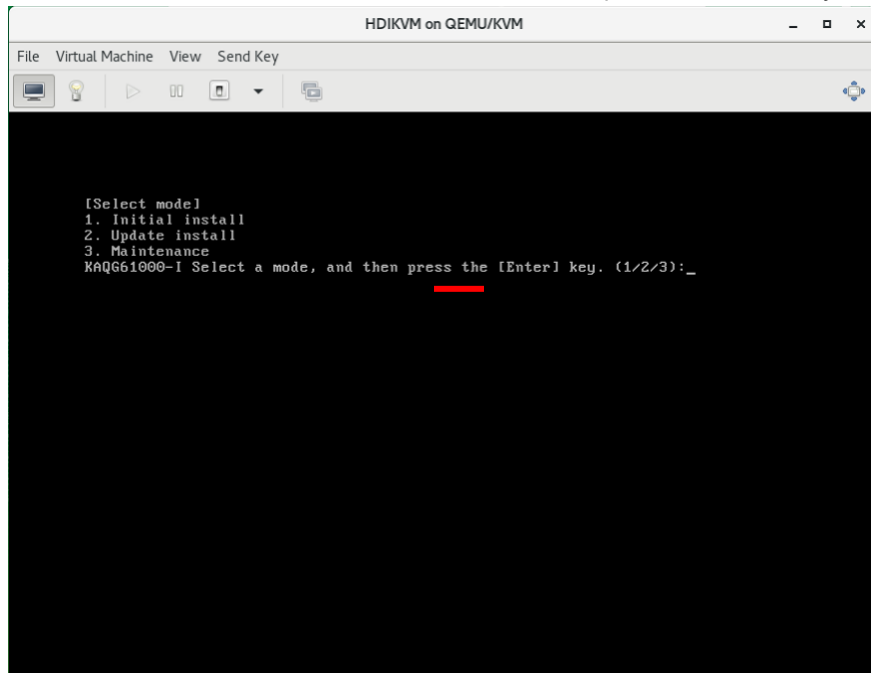 HDIKVM on QEMU/KVM
File Virtual Machine View Send Key
[Select mode]
1. Initial install
2. Update install
3. Maintenance
KAQG61000-I Select a mode, and then press the [Enter] key. (1/2/3):_